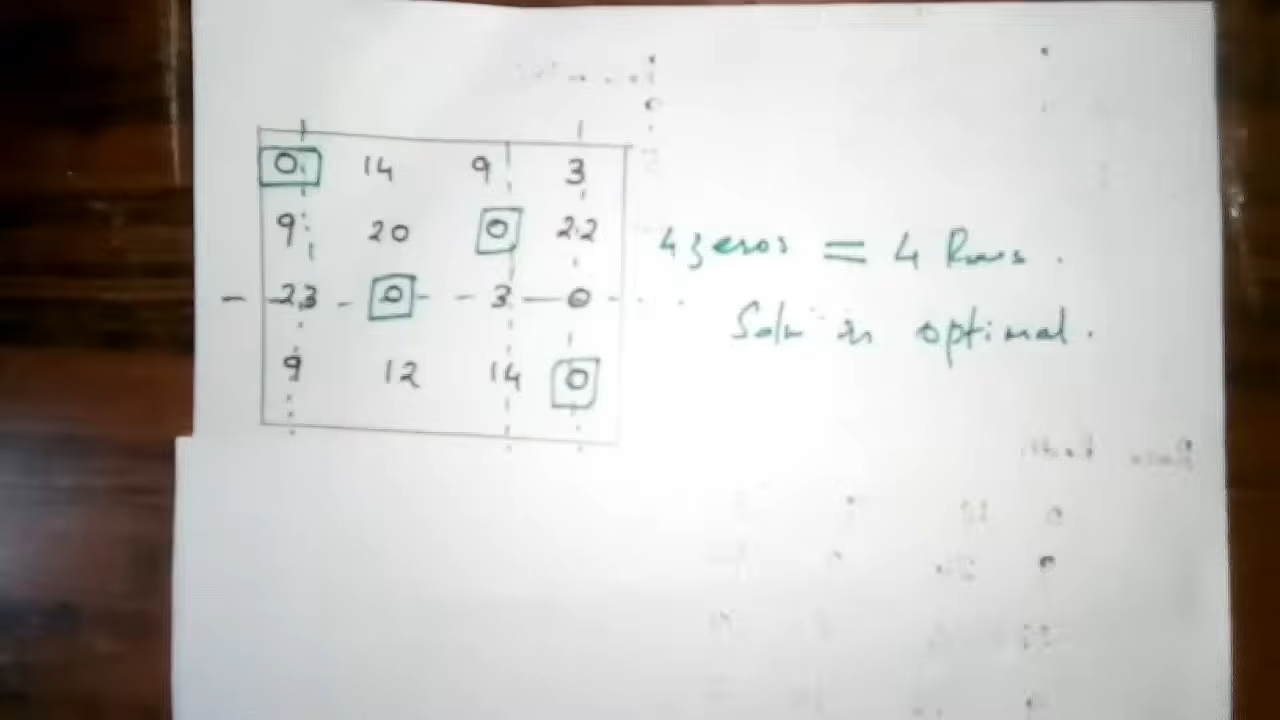 0 14 9 3
9 20 0 22
23 0 3 0
9 12 14 0
4 zeros = 4 Rows.
Soln is optimal.